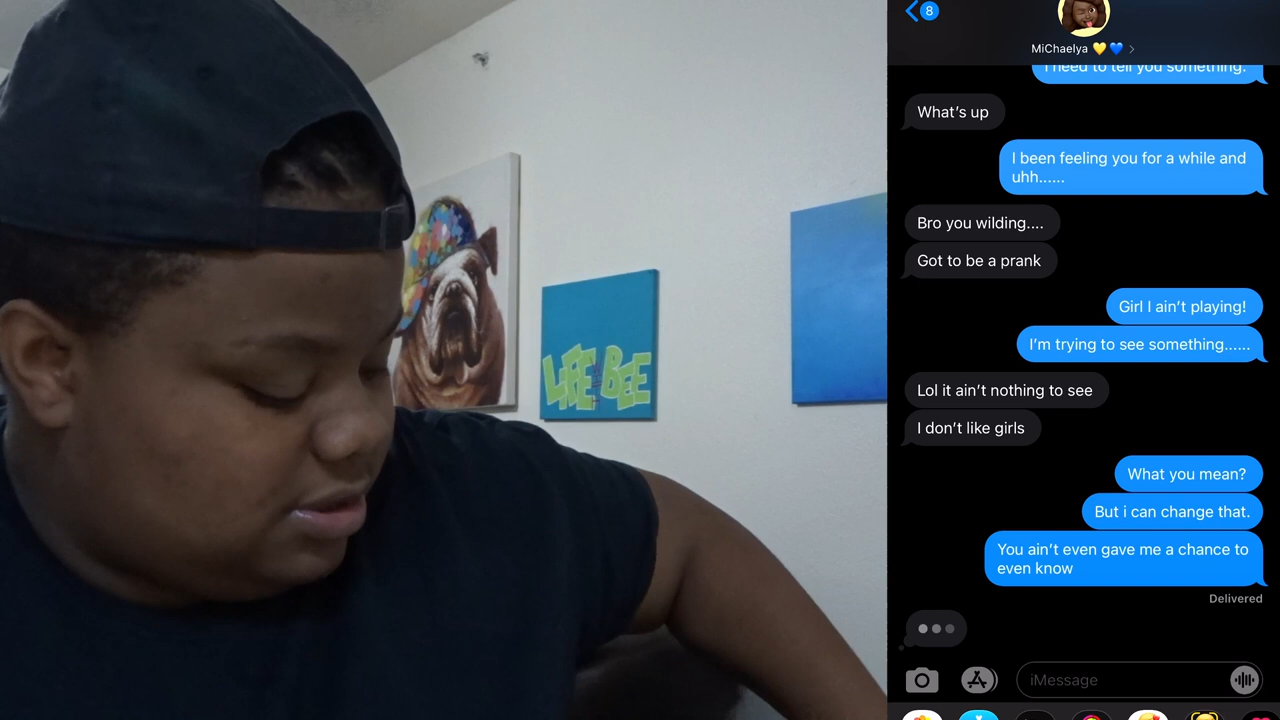 LIFE
BEE
8
MiChaelya 💛💙 >
I need to tell you something.
What's up
I been feeling you for a while and
uhh......
Bro you wilding....
Got to be a prank
Girl I ain't playing!
I'm trying to see something......
Lol it ain't nothing to see
I don't like girls
What you mean?
But i can change that.
You ain't even gave me a chance to
even know
Delivered
iMessage